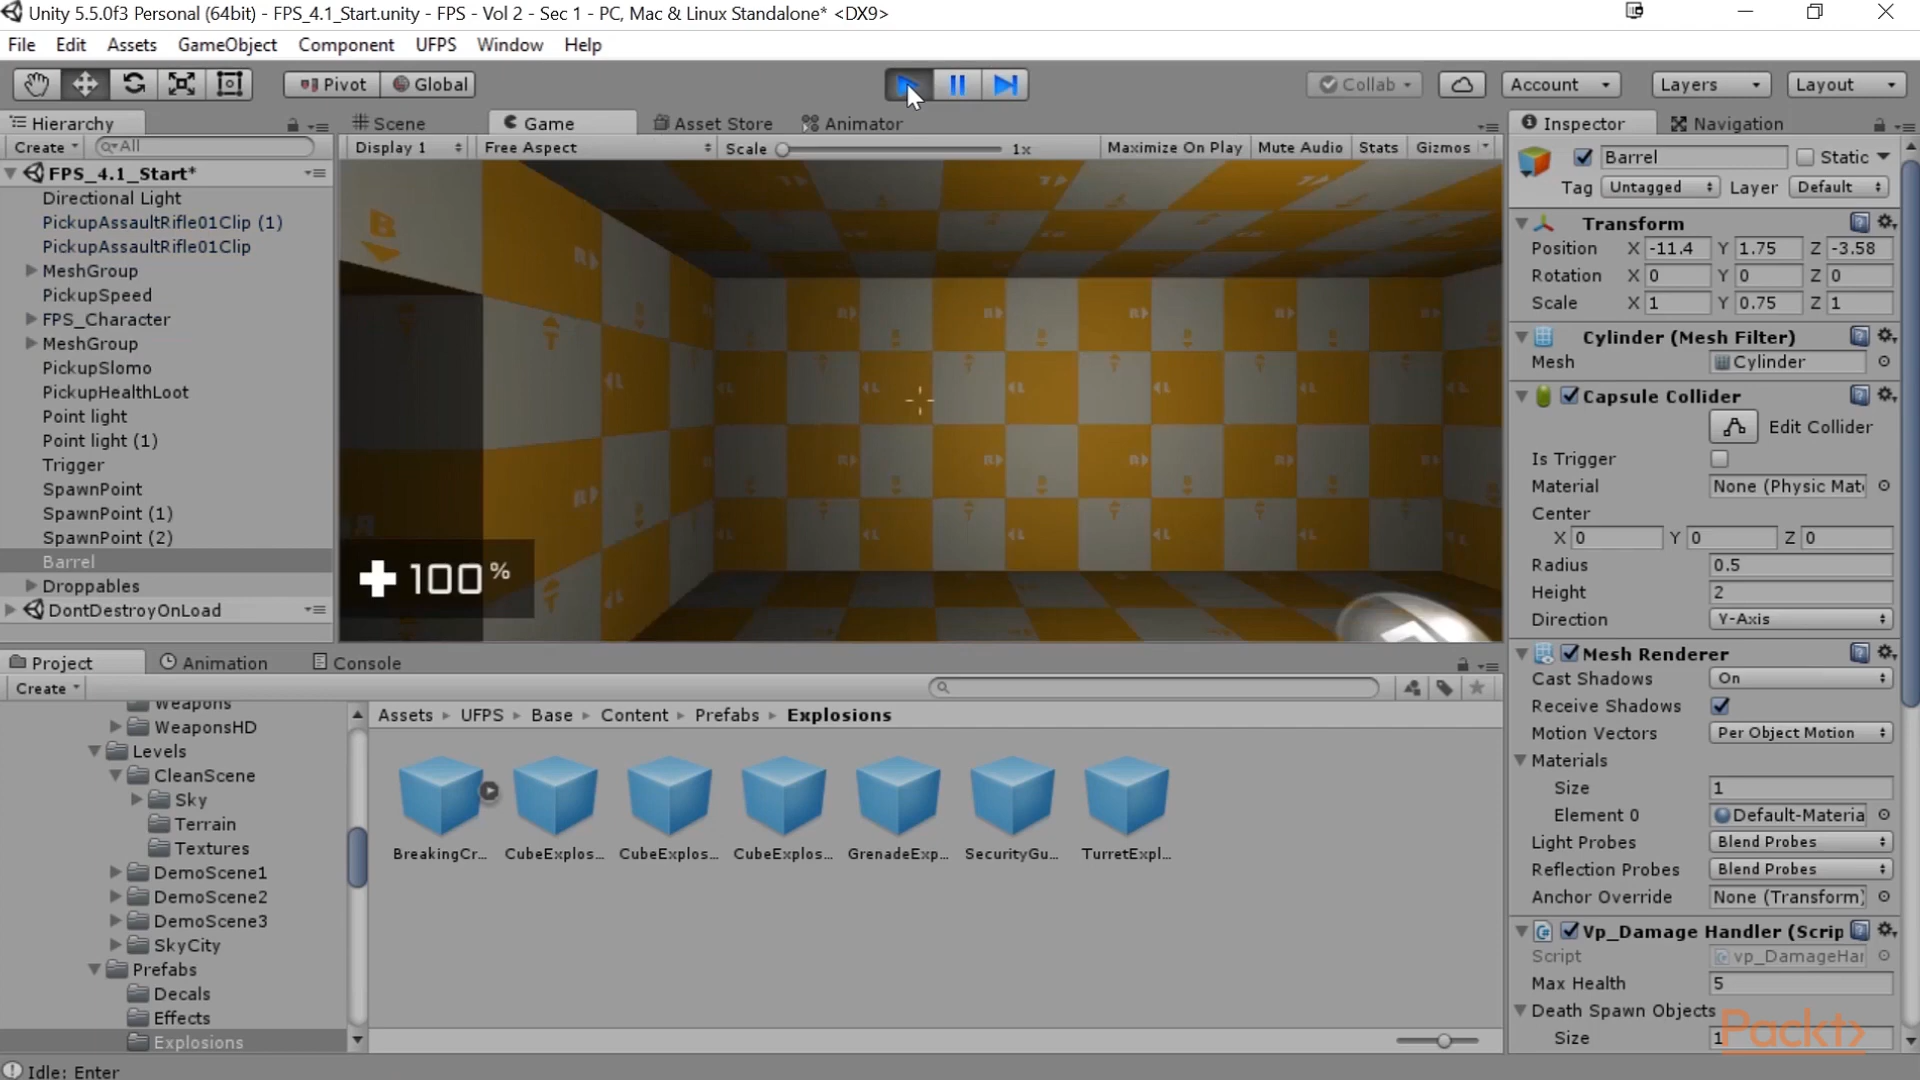 Unity 5.5.0f3 Personal (64bit) - FPS_4.1_Start.unity - FPS - Vol 2 - Sec 1 - PC, Mac & Linux Standalone* <DX9>
File Edit Assets GameObject Component UFPS Window Help
Pivot Global Collab Account Layers Layout
Hierarchy
Create All
FPS_4.1_Start*
Directional Light
PickupAssaultRifle01Clip (1)
PickupAssaultRifle01Clip
MeshGroup
PickupSpeed
FPS_Character
MeshGroup
PickupSlomo
PickupHealthLoot
Point light
Point light (1)
Trigger
SpawnPoint
SpawnPoint (1)
SpawnPoint (2)
Barrel
Droppables
DontDestroyOnLoad
Scene Game Asset Store Animator
Display 1 Free Aspect Scale 1x Maximize On Play Mute Audio Stats Gizmos
100%
Project Animation Console
Create
Weapons
WeaponsHD
Levels
CleanScene
Sky
Terrain
Textures
DemoScene1
DemoScene2
DemoScene3
SkyCity
Prefabs
Decals
Effects
Explosions
Assets UFPS Base Content Prefabs Explosions
BreakingCr... CubeExplos... CubeExplos... CubeExplos... GrenadeExp... SecurityGu... TurretExpl...
Inspector Navigation
Barrel Static
Tag Untagged Layer Default
Transform
Position X -11.4 Y 1.75 Z -3.58
Rotation X 0 Y 0 Z 0
Scale X 1 Y 0.75 Z 1
Cylinder (Mesh Filter)
Mesh Cylinder
Capsule Collider
Edit Collider
Is Trigger
Material None (Physic Mate
Center
X 0 Y 0 Z 0
Radius 0.5
Height 2
Direction Y-Axis
Mesh Renderer
Cast Shadows On
Receive Shadows
Motion Vectors Per Object Motion
Materials
Size 1
Element 0 Default-Materia
Light Probes Blend Probes
Reflection Probes Blend Probes
Anchor Override None (Transform)
Vp_Damage Handler (Scrip
Script vp_DamageHar
Max Health 5
Death Spawn Objects
Size 1
Packt>
Idle: Enter